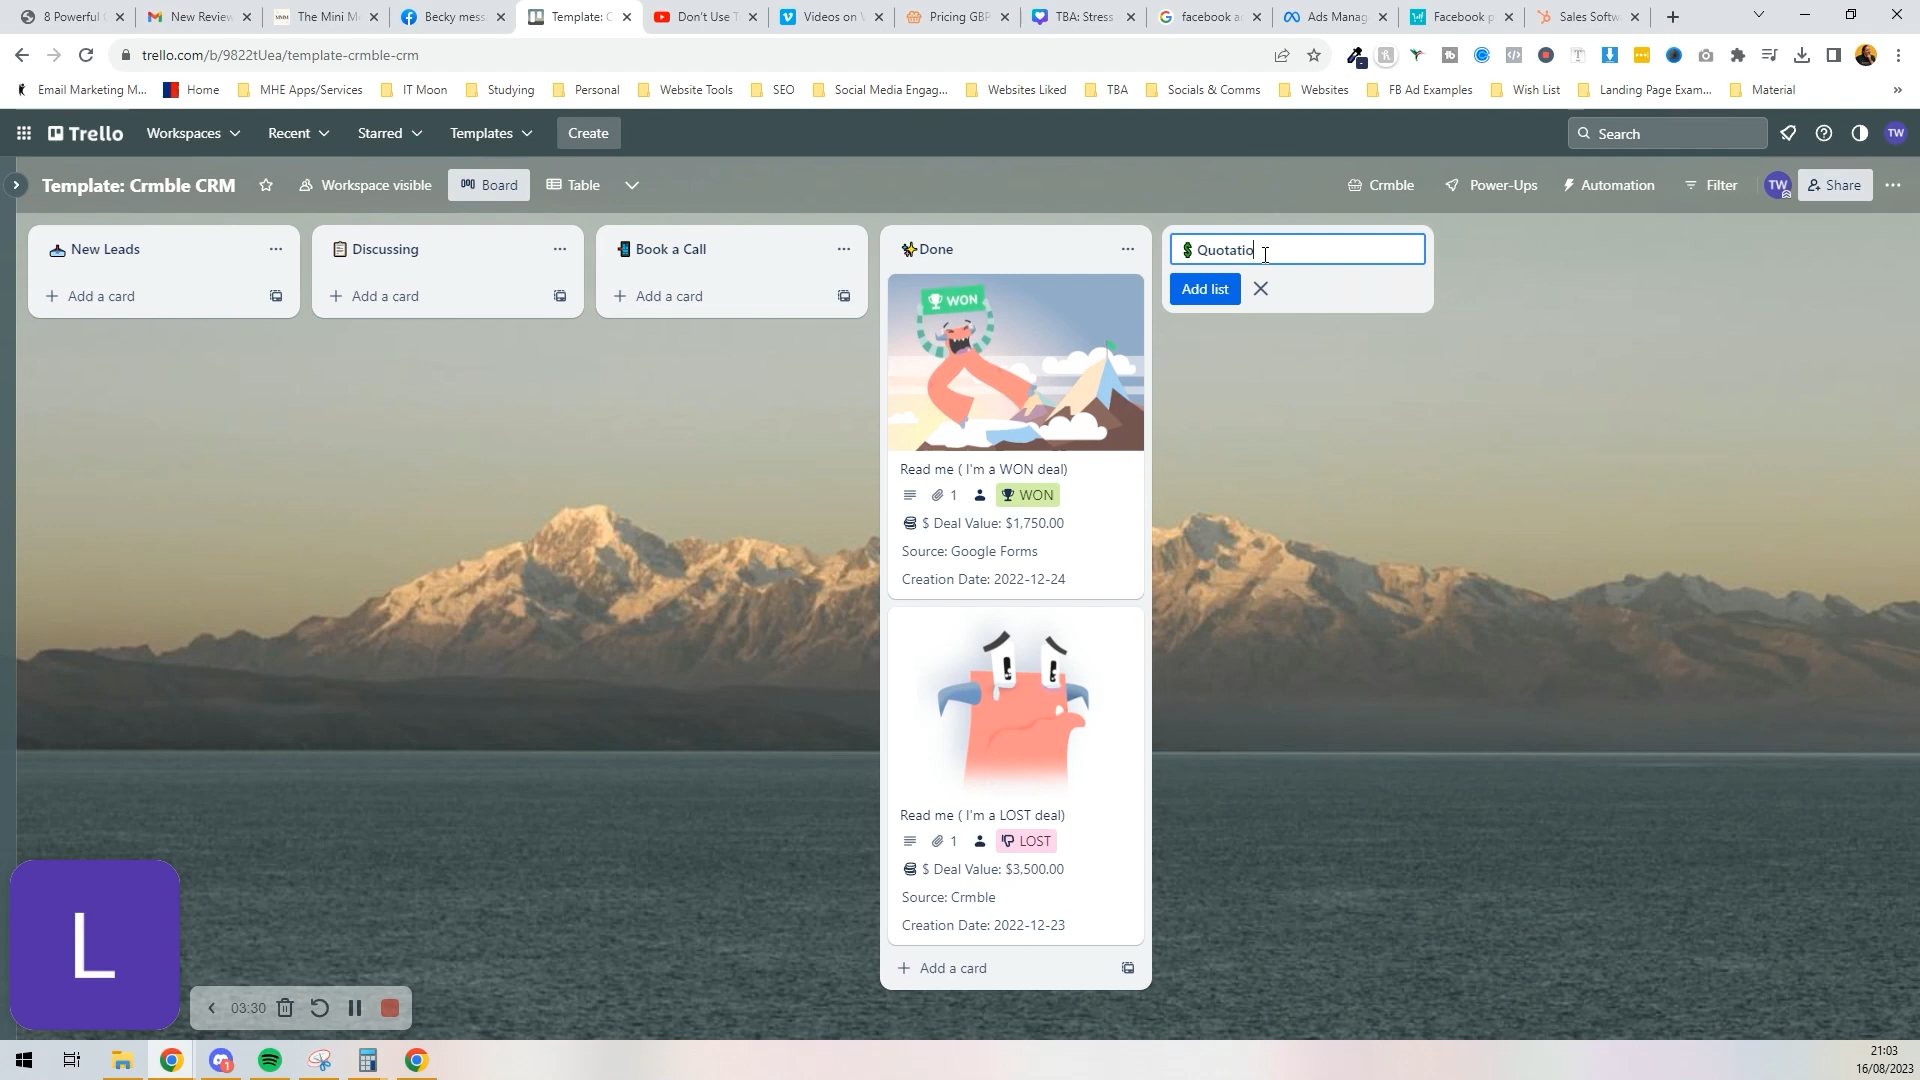 8 Powerful
New Review
The Mini M
Becky mess
Template: C
Don't Use T
Videos on
Pricing GBP
TBA: Stress
facebook a
Ads Manag
Facebook p
Sales Softw
trello.com/b/9822tUea/template-crmble-crm
Email Marketing M...
Home
MHE Apps/Services
IT Moon
Studying
Personal
Website Tools
SEO
Social Media Engag...
Websites Liked
TBA
Socials & Comms
Websites
FB Ad Examples
Wish List
Landing Page Exam...
Material
»
Trello
Workspaces
Recent
Starred
Templates
Create
Search
TW
Template: Crmble CRM
Workspace visible
Board
Table
Crmble
Power-Ups
Automation
Filter
TW
Share
New Leads
Add a card
Discussing
Add a card
Book a Call
Add a card
Done
WON
Read me ( I'm a WON deal)
1
WON
$ Deal Value: $1,750.00
Source: Google Forms
Creation Date: 2022-12-24
Read me ( I'm a LOST deal)
1
LOST
$ Deal Value: $3,500.00
Source: Crmble
Creation Date: 2022-12-23
Add a card
Quotatio
Add list
L
03:30
1
21:03
16/08/2023